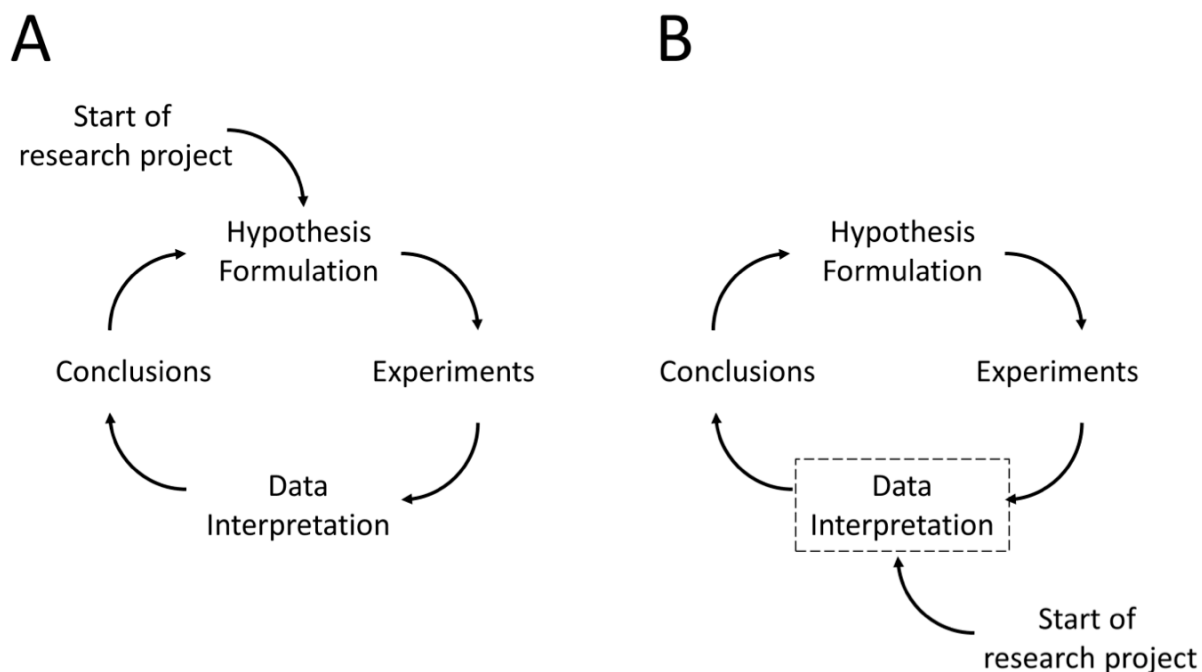 A
Start of
research project
Hypothesis
Formulation
Conclusions
Experiments
Data
Interpretation
B
Hypothesis
Formulation
Conclusions
Experiments
Data
Interpretation
Start of
research project